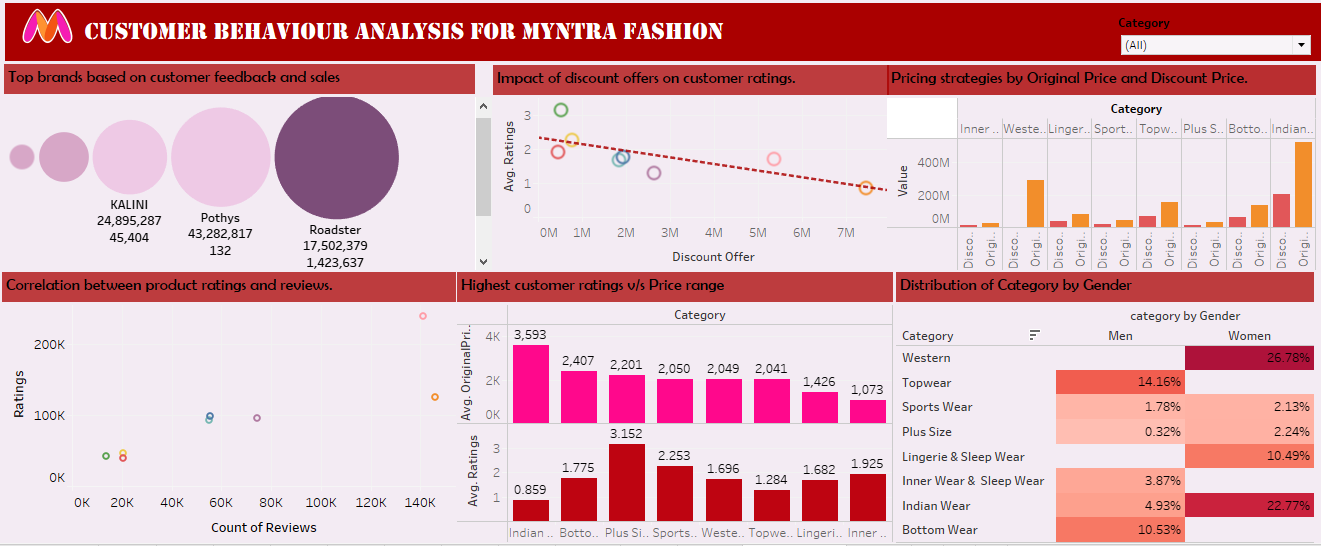 CUSTOMER BEHAVIOUR ANALYSIS FOR MYNTRA FASHION
Category
(All)
Top brands based on customer feedback and sales
KALINI
24,895,287
45,404
Pothys
43,282,817
132
Roadster
17,502,379
1,423,637
Impact of discount offers on customer ratings.
Avg. Ratings
3
2
1
0
0M 1M 2M 3M 4M 5M 6M 7M
Discount Offer
Pricing strategies by Original Price and Discount Price.
Category
Inner .. Weste.. Linger.. Sport.. Topw.. Plus S.. Botto.. Indian..
Value
400M
200M
0M
Disco.. Origi.. Disco.. Origi.. Disco.. Origi.. Disco.. Origi.. Disco.. Origi.. Disco.. Origi.. Disco.. Origi.. Disco.. Origi..
Correlation between product ratings and reviews.
Ratings
200K
100K
0K
0K 20K 40K 60K 80K 100K 120K 140K
Count of Reviews
Highest customer ratings v/s Price range
Category
Avg. OriginalPri..
4K
2K
0K
3,593 2,407 2,201 2,050 2,049 2,041 1,426 1,073
Avg. Ratings
3
2
1
0.859 1.775 3.152 2.253 1.696 1.284 1.682 1.925
Indian .. Botto.. Plus Si.. Sports.. Weste.. Topwe.. Lingeri.. Inner ..
Distribution of Category by Gender
category by Gender
Category Men Women
Western 26.78%
Topwear 14.16%
Sports Wear 1.78% 2.13%
Plus Size 0.32% 2.24%
Lingerie & Sleep Wear 10.49%
Inner Wear & Sleep Wear 3.87%
Indian Wear 4.93% 22.77%
Bottom Wear 10.53%